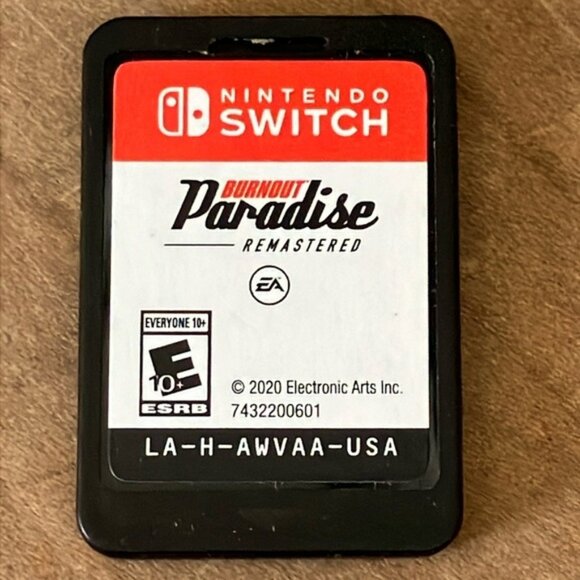 NINTENDO
SWITCH
BURNOUT
Paradise
REMASTERED
EA
EVERYONE 10+
E
10+
ESRB
© 2020 Electronic Arts Inc.
7432200601
LA-H-AWVAA-USA